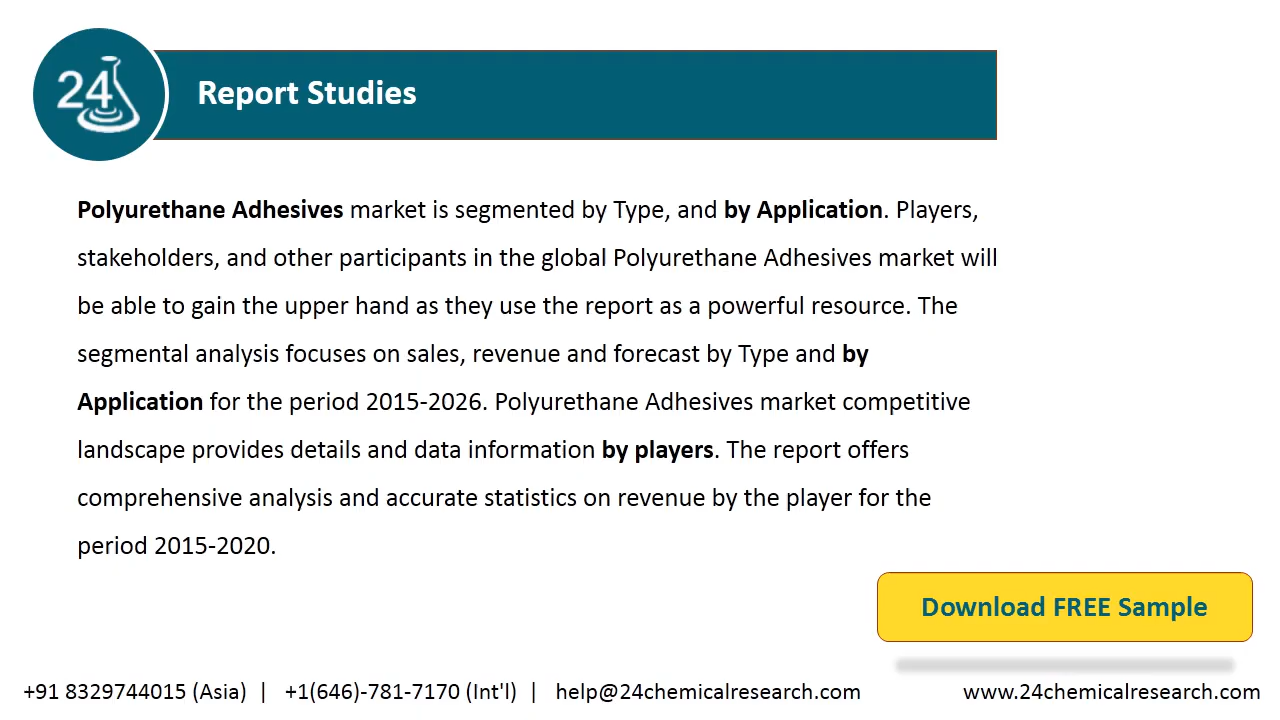 24
Report Studies
Polyurethane Adhesives market is segmented by Type, and by Application. Players,
stakeholders, and other participants in the global Polyurethane Adhesives market will
be able to gain the upper hand as they use the report as a powerful resource. The
segmental analysis focuses on sales, revenue and forecast by Type and by
Application for the period 2015-2026. Polyurethane Adhesives market competitive
landscape provides details and data information by players. The report offers
comprehensive analysis and accurate statistics on revenue by the player for the
period 2015-2020.
Download FREE Sample
+91 8329744015 (Asia) | +1(646)-781-7170 (Int'l) | help@24chemicalresearch.com www.24chemicalresearch.com